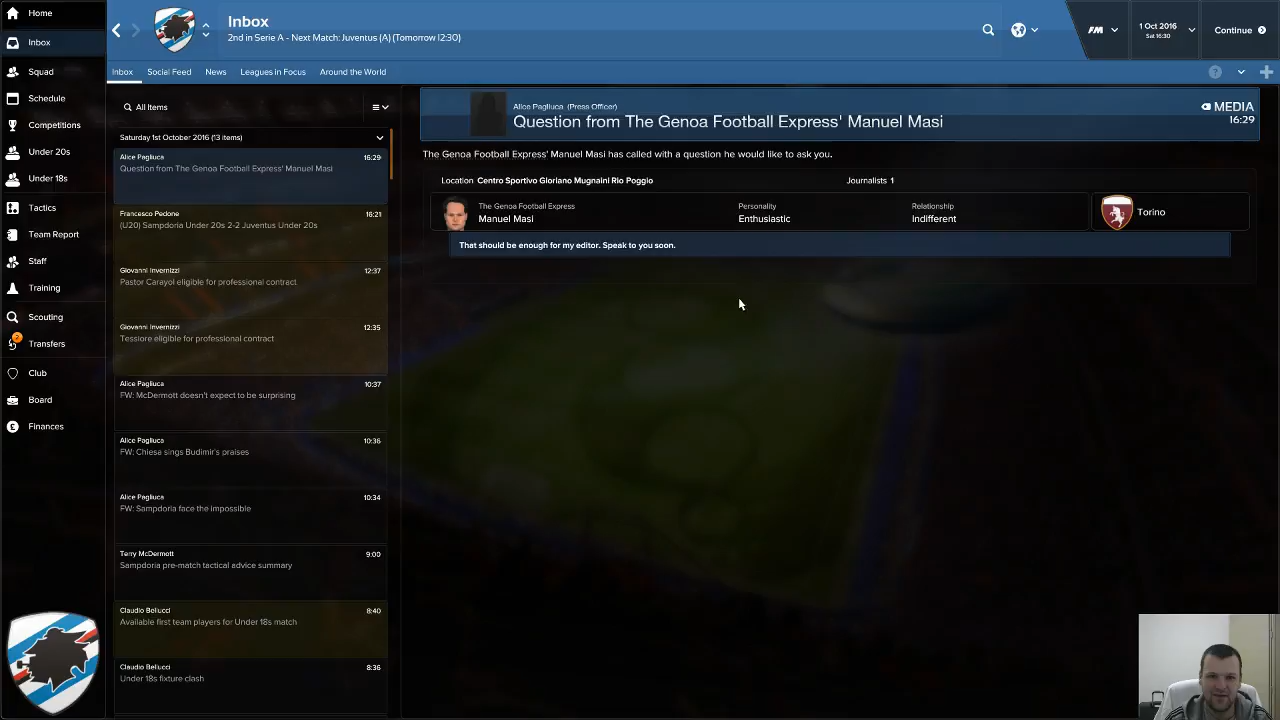 Home
Inbox
Squad
Schedule
Competitions
Under 20s
Under 18s
Tactics
Team Report
Staff
Training
Scouting
2
Transfers
Club
Board
Finances
Inbox
2nd in Serie A - Next Match: Juventus (A) (Tomorrow 12:30)
FM
1 Oct 2016
Sat 16:30
Continue
Inbox
Social Feed
News
Leagues in Focus
Around the World
?
All Items
Saturday 1st October 2016 (13 items)
Alice Pagliuca 16:29
Question from The Genoa Football Express' Manuel Masi
Francesco Pedone 16:21
(U20) Sampdoria Under 20s 2-2 Juventus Under 20s
Giovanni Invernizzi 12:37
Pastor Carayol eligible for professional contract
Giovanni Invernizzi 12:35
Tessiore eligible for professional contract
Alice Pagliuca 10:37
FW: McDermott doesn't expect to be surprising
Alice Pagliuca 10:36
FW: Chiesa sings Budimir's praises
Alice Pagliuca 10:34
FW: Sampdoria face the impossible
Terry McDermott 9:00
Sampdoria pre-match tactical advice summary
Claudio Bellucci 8:40
Available first team players for Under 18s match
Claudio Bellucci 8:36
Under 18s fixture clash
Alice Pagliuca (Press Officer)
Question from The Genoa Football Express' Manuel Masi
MEDIA
16:29
The Genoa Football Express' Manuel Masi has called with a question he would like to ask you.
Location Centro Sportivo Gloriano Mugnaini Rio Poggio
Journalists 1
The Genoa Football Express
Manuel Masi
Personality
Enthusiastic
Relationship
Indifferent
Torino
That should be enough for my editor. Speak to you soon.